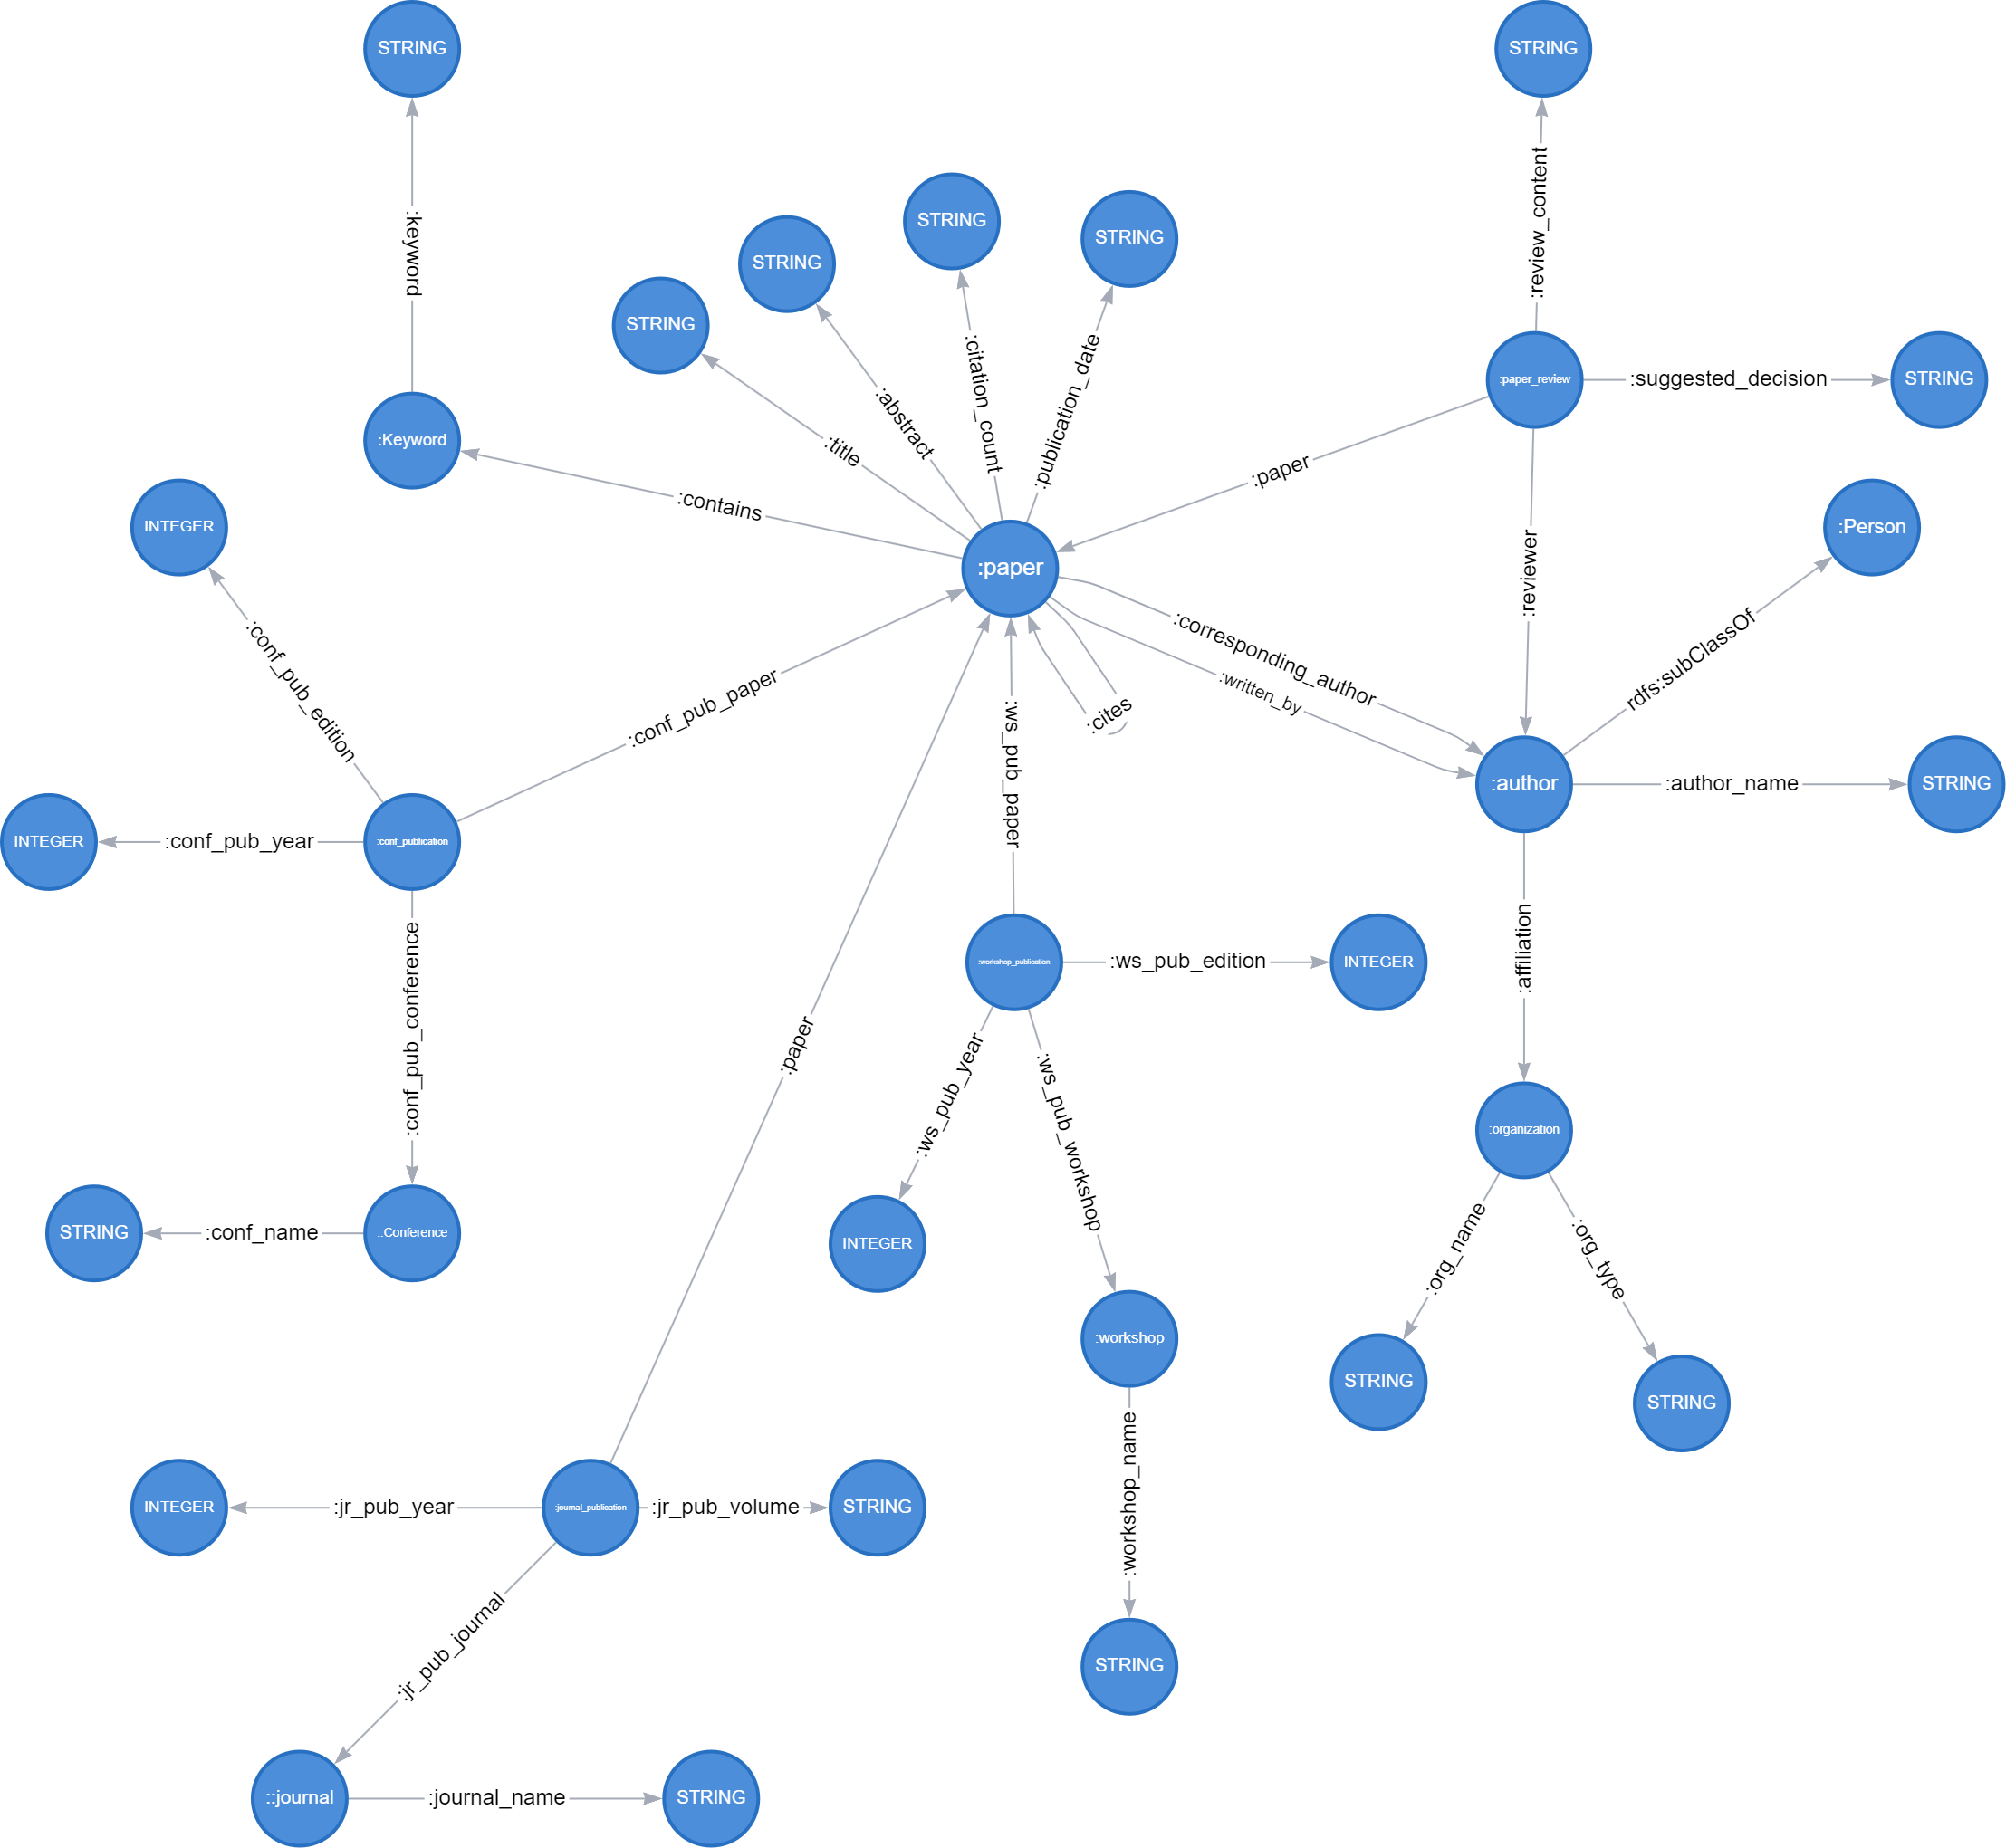 STRING
STRING
:keyword
:review_content
STRING
STRING
STRING
STRING
:title
:abstract
:citation_count
:publication_date
:paper_review
:suggested_decision
STRING
:Keyword
:contains
:paper
:reviewer
INTEGER
:Person
:paper
:conf_pub_edition
:conf_pub_paper
:ws_pub_paper
:cites
:corresponding_author
:written_by
rdfs:subClassOf
:author
:author_name
STRING
INTEGER
:conf_pub_year
:conf_publication
:conf_pub_conference
:workshop_publication
:ws_pub_edition
INTEGER
:affiliation
:paper
:ws_pub_year
:ws_pub_workshop
:organization
STRING
:conf_name
::Conference
INTEGER
:org_name
:org_type
:workshop
STRING
STRING
:workshop_name
INTEGER
:jr_pub_year
:journal_publication
:jr_pub_volume
STRING
:jr_pub_journal
STRING
::journal
:journal_name
STRING